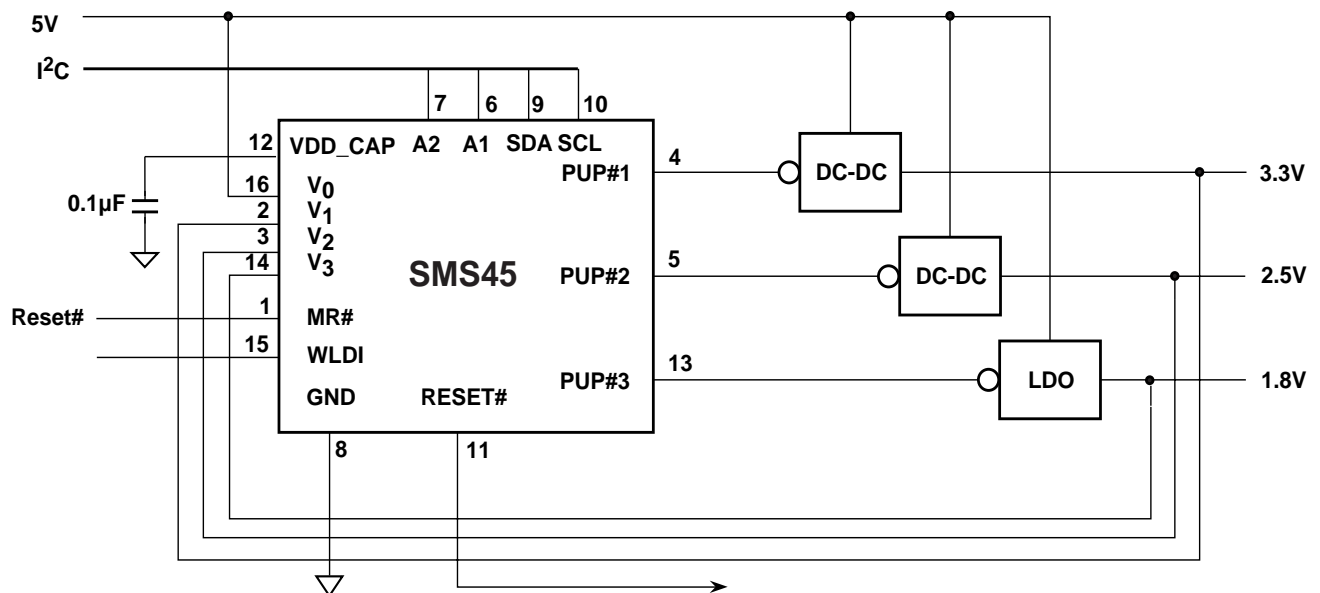 5V
I²C
7 6 9 10
12 VDD_CAP A2 A1 SDA SCL
PUP#1 4 DC-DC 3.3V
0.1µF
16 V0
2 V1
3 V2
14 V3
SMS45
PUP#2 5 DC-DC 2.5V
Reset# 1 MR#
15 WLDI
PUP#3 13 LDO 1.8V
GND RESET#
8 11